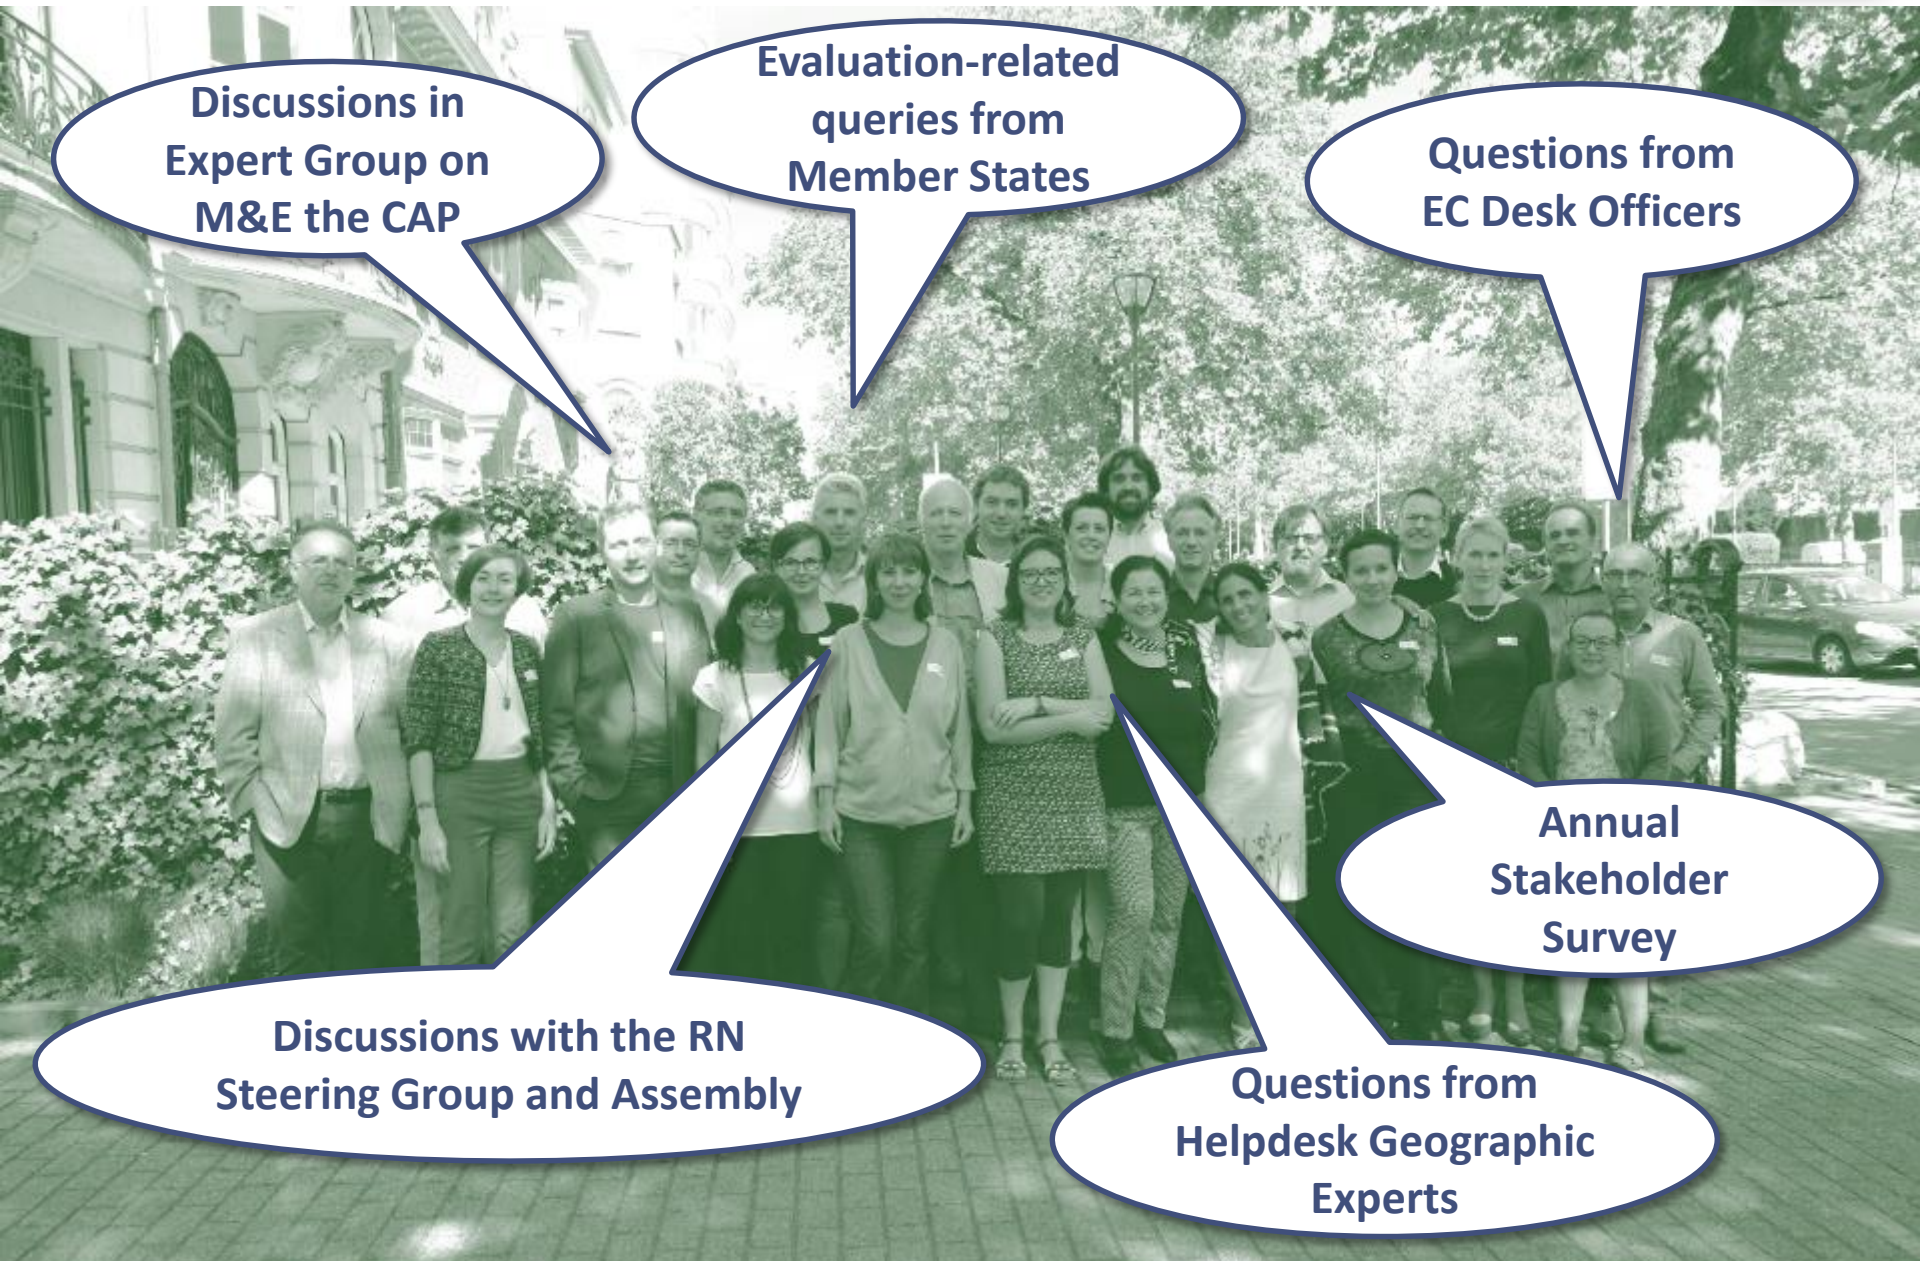 Discussions in
Expert Group on
M&E the CAP
Evaluation-related
queries from
Member States
Questions from
EC Desk Officers
Annual
Stakeholder
Survey
Discussions with the RN
Steering Group and Assembly
Questions from
Helpdesk Geographic
Experts